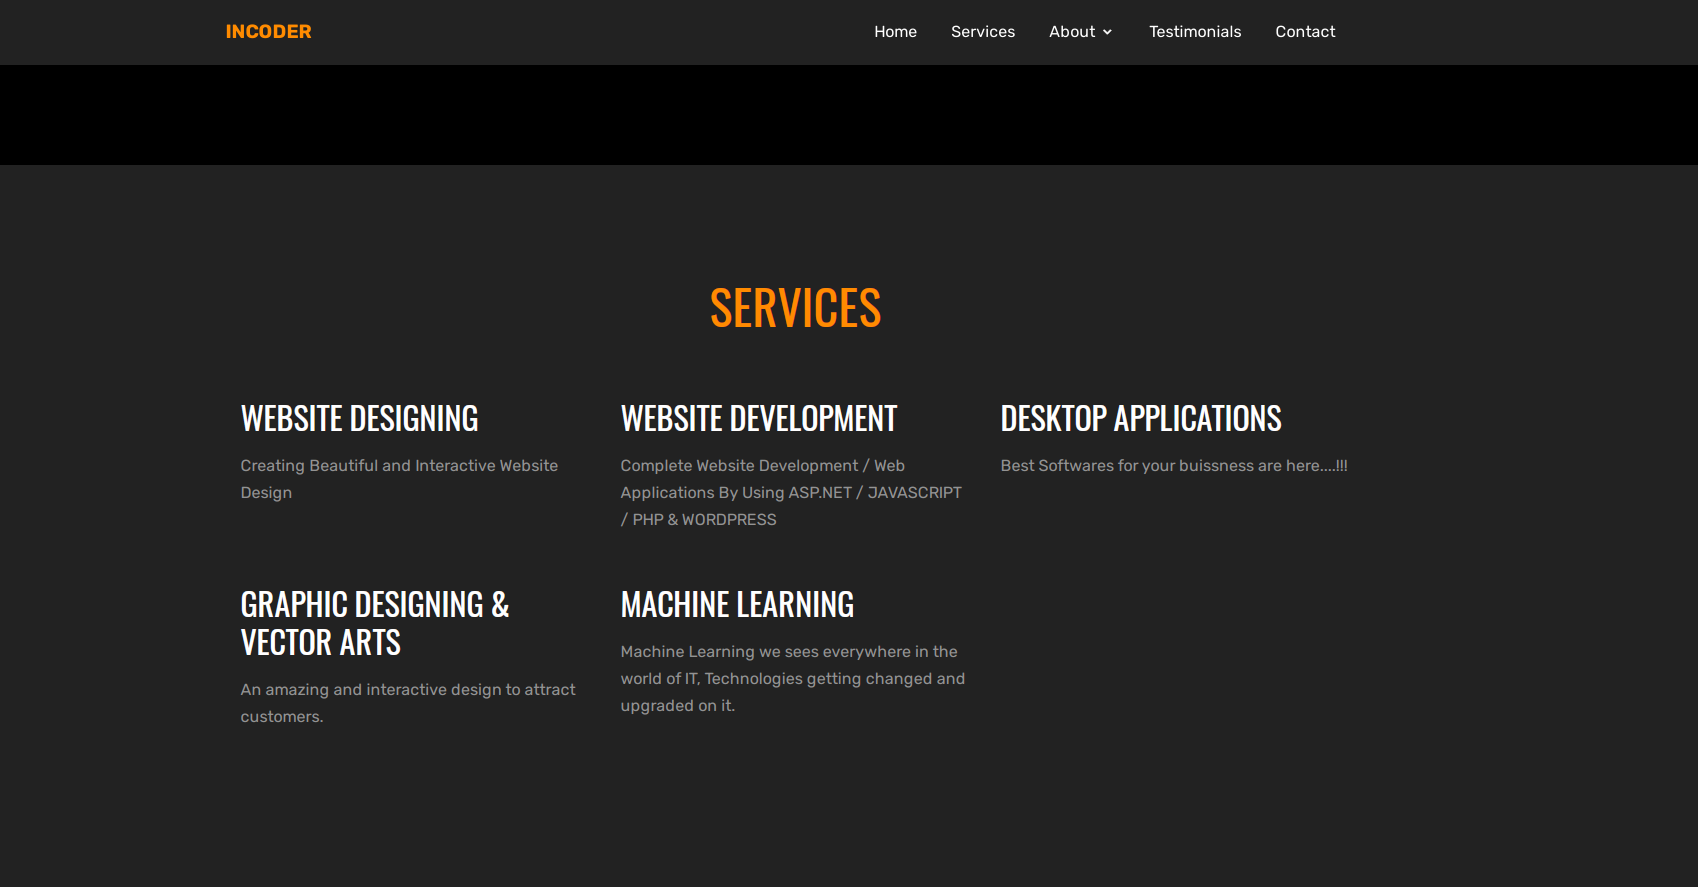 INCODER
Home Services About Testimonials Contact
SERVICES
WEBSITE DESIGNING
Creating Beautiful and Interactive Website
Design
WEBSITE DEVELOPMENT
Complete Website Development / Web
Applications By Using ASP.NET / JAVASCRIPT
/ PHP & WORDPRESS
DESKTOP APPLICATIONS
Best Softwares for your buissness are here....!!!
GRAPHIC DESIGNING &
VECTOR ARTS
An amazing and interactive design to attract
customers.
MACHINE LEARNING
Machine Learning we sees everywhere in the
world of IT, Technologies getting changed and
upgraded on it.